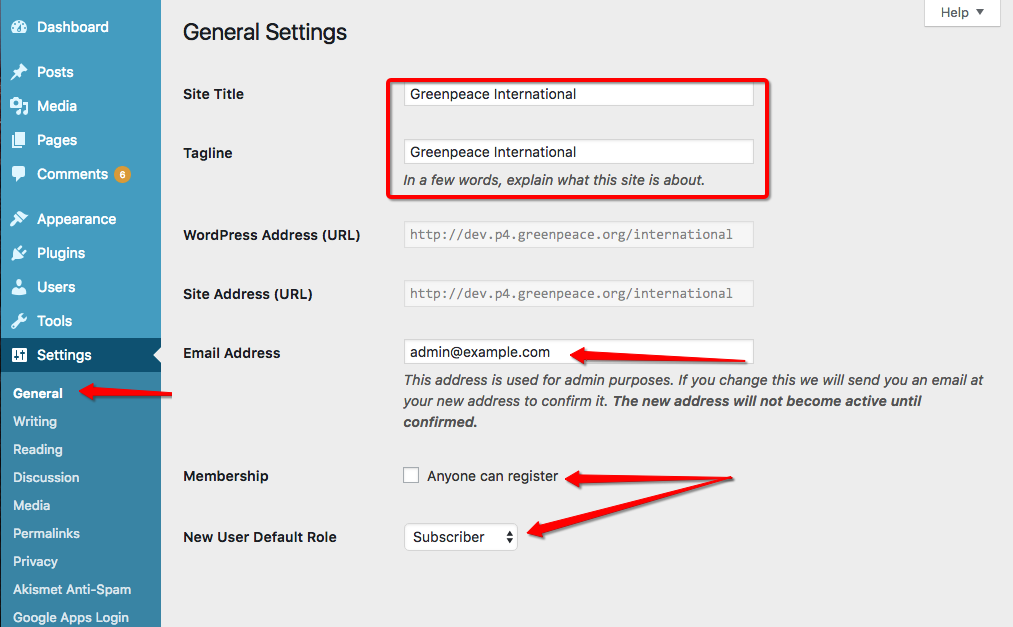 Dashboard
Posts
Media
Pages
Comments 6
Appearance
Plugins
Users
Tools
Settings
General
Writing
Reading
Discussion
Media
Permalinks
Privacy
Akismet Anti-Spam
Google Apps Login
Help
General Settings
Site Title
Greenpeace International
Tagline
Greenpeace International
In a few words, explain what this site is about.
WordPress Address (URL)
http://dev.p4.greenpeace.org/international
Site Address (URL)
http://dev.p4.greenpeace.org/international
Email Address
admin@example.com
This address is used for admin purposes. If you change this we will send you an email at
your new address to confirm it. The new address will not become active until
confirmed.
Membership
Anyone can register
New User Default Role
Subscriber